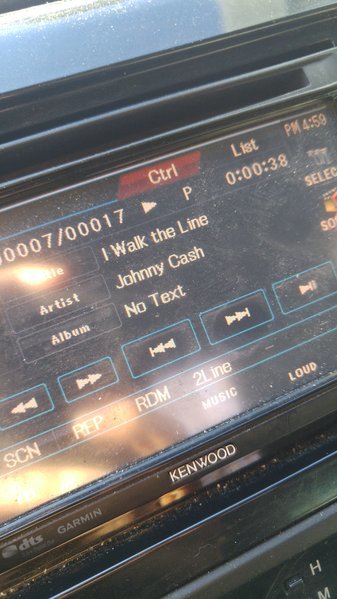 PM 4:59
Ctrl List
0007/00017 P 0:00:38
SELEC
I Walk the Line
Artist Johnny Cash
Album No Text
SCN REP RDM 2Line
MUSIC LOUD
KENWOOD
dts GARMIN
H
M